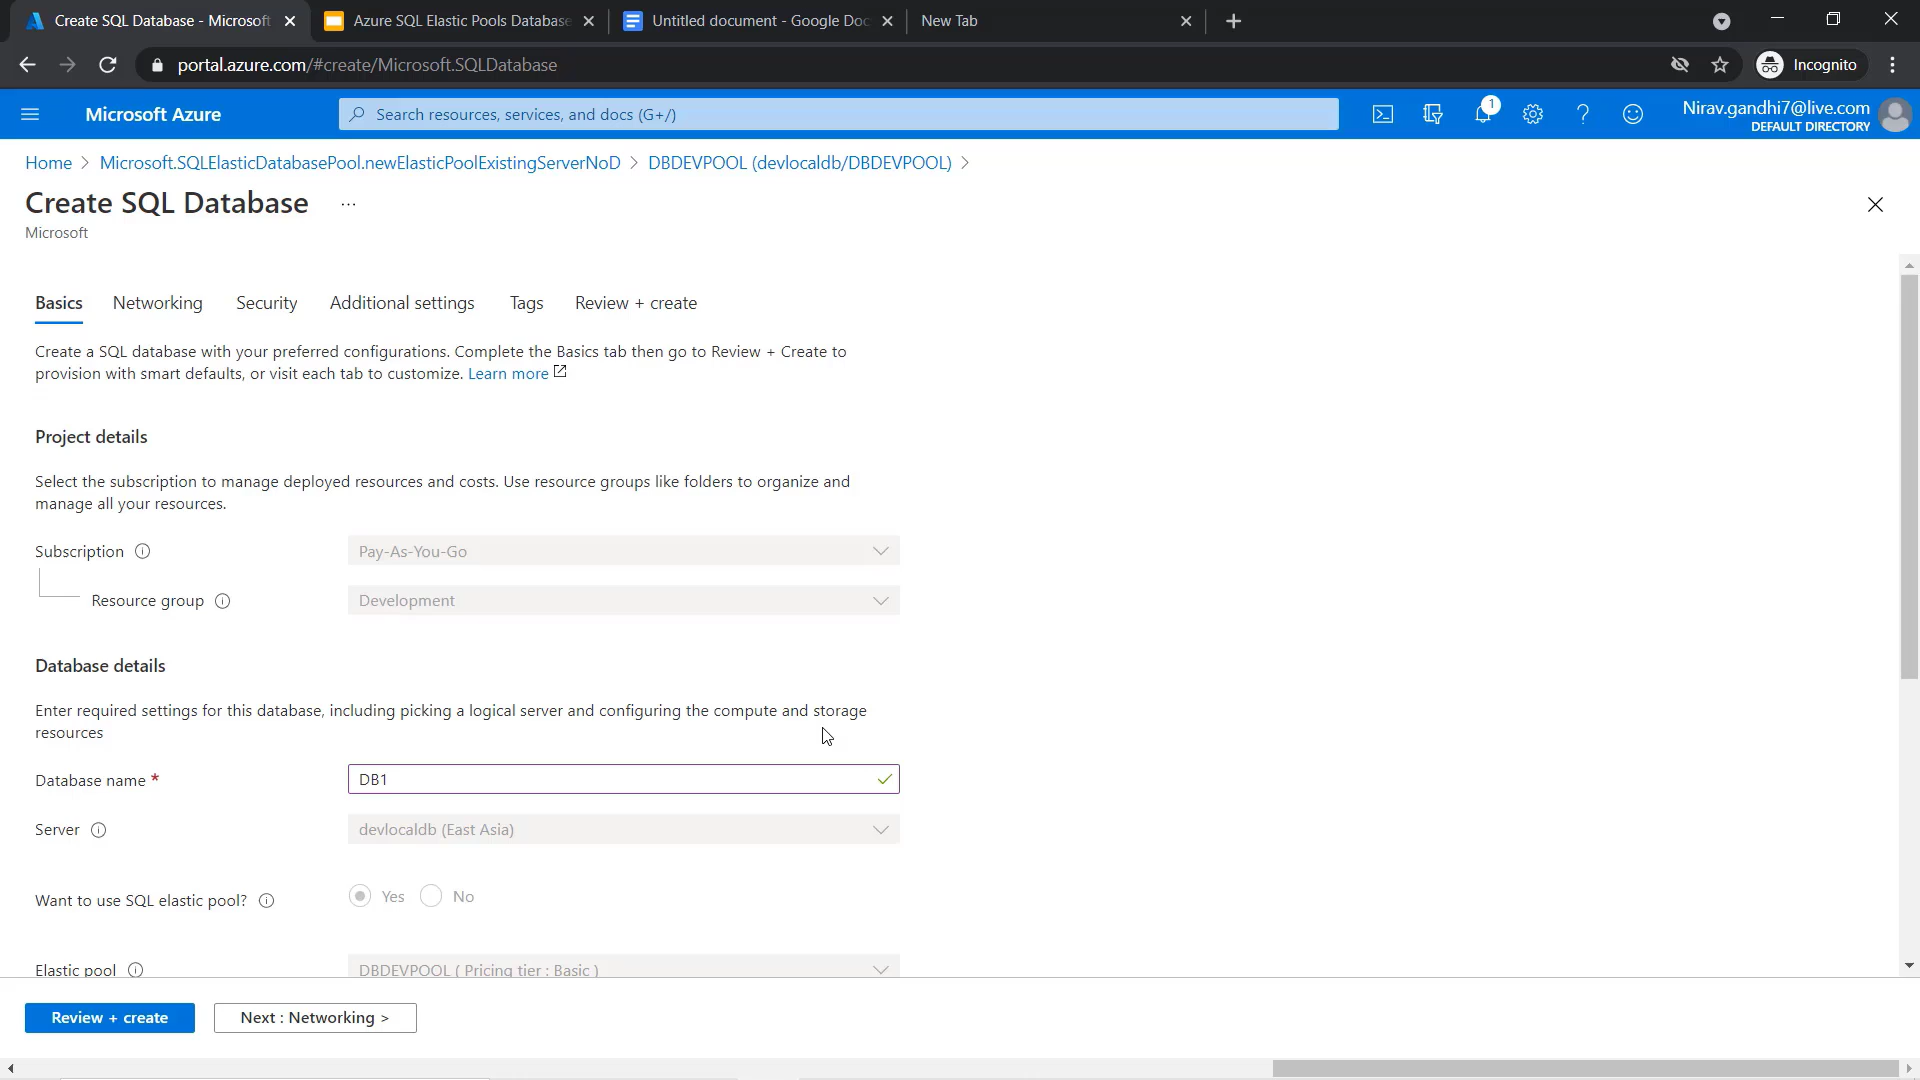 Create SQL Database - Microsoft
Azure SQL Elastic Pools Database
Untitled document - Google Doc
New Tab
portal.azure.com/#create/Microsoft.SQLDatabase
Incognito
Microsoft Azure
Search resources, services, and docs (G+/)
1
Nirav.gandhi7@live.com
DEFAULT DIRECTORY
Home > Microsoft.SQLElasticDatabasePool.newElasticPoolExistingServerNoD > DBDEVPOOL (devlocaldb/DBDEVPOOL) >
Create SQL Database ...
Microsoft
Basics Networking Security Additional settings Tags Review + create
Create a SQL database with your preferred configurations. Complete the Basics tab then go to Review + Create to
provision with smart defaults, or visit each tab to customize. Learn more
Project details
Select the subscription to manage deployed resources and costs. Use resource groups like folders to organize and
manage all your resources.
Subscription Pay-As-You-Go
Resource group Development
Database details
Enter required settings for this database, including picking a logical server and configuring the compute and storage
resources
Database name * DB1
Server devlocaldb (East Asia)
Want to use SQL elastic pool? Yes No
Elastic pool DBDEVPOOL ( Pricing tier : Basic )
Review + create Next : Networking >